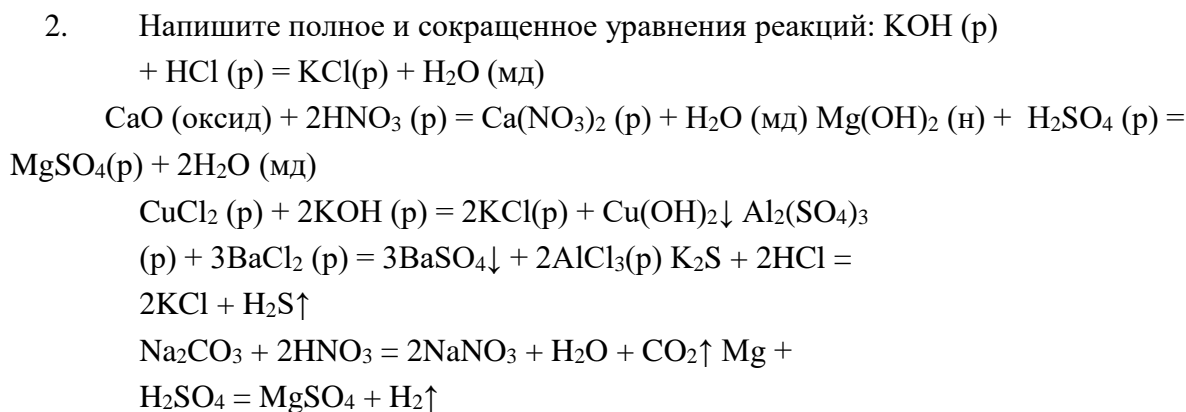 2. Напишите полное и сокращенное уравнения реакций: KOH (р)
+ HCl (р) = KCl(р) + H₂O (мд)
CaO (оксид) + 2HNO₃ (р) = Ca(NO₃)₂ (р) + H₂O (мд) Mg(OH)₂ (н) + H₂SO₄ (р) =
MgSO₄(р) + 2H₂O (мд)
CuCl₂ (р) + 2KOH (р) = 2KCl(р) + Cu(OH)₂↓ Al₂(SO₄)₃
(р) + 3BaCl₂ (р) = 3BaSO₄↓ + 2AlCl₃(р) K₂S + 2HCl =
2KCl + H₂S↑
Na₂CO₃ + 2HNO₃ = 2NaNO₃ + H₂O + CO₂↑ Mg +
H₂SO₄ = MgSO₄ + H₂↑